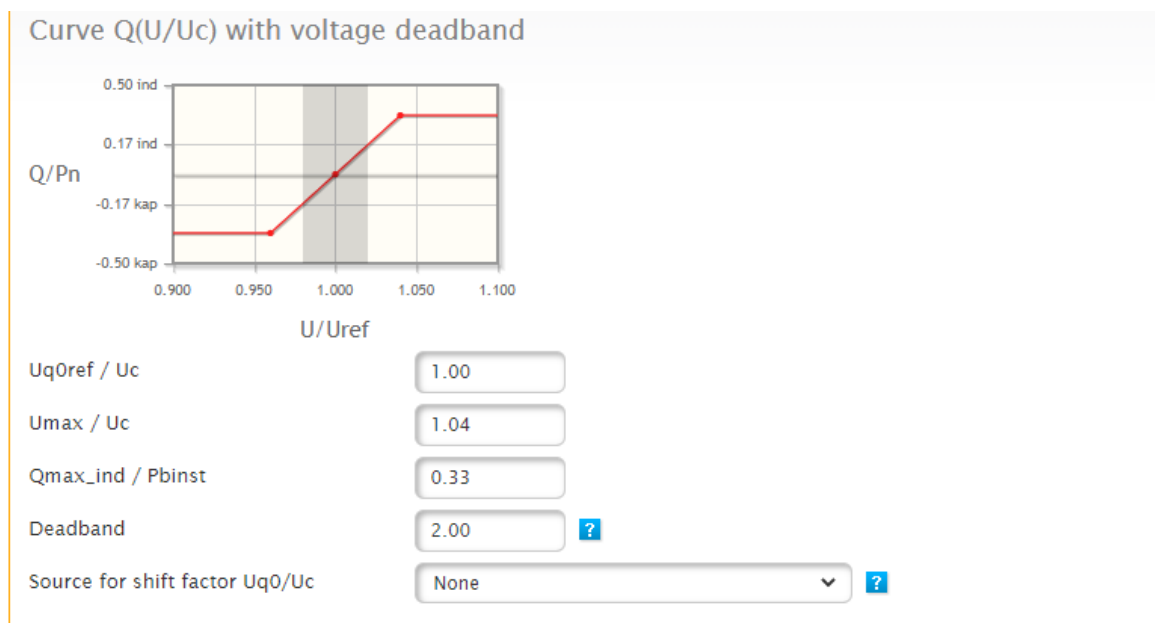 Curve Q(U/Uc) with voltage deadband
0.50 ind
0.17 ind
Q/Pn
-0.17 kap
-0.50 kap
0.900 0.950 1.000 1.050 1.100
U/Uref
Uq0ref / Uc 1.00
Umax / Uc 1.04
Qmax_ind / Pbinst 0.33
Deadband 2.00 ?
Source for shift factor Uq0/Uc None ?